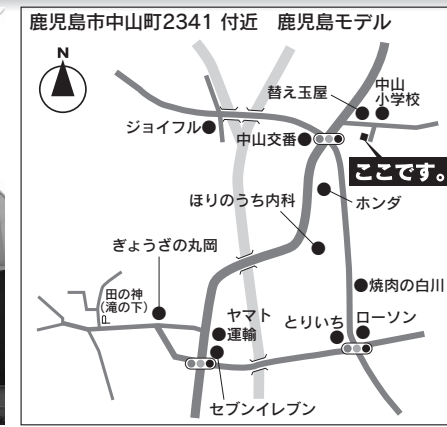 鹿児島市中山町2341 付近　鹿児島モデル
N
替え玉屋
中山
小学校
ジョイフル
中山交番
ここです。
ほりのうち内科
ホンダ
ぎょうざの丸岡
田の神
(滝の下)
P
焼肉の白川
ヤマト
運輸
とりいち
ローソン
セブンイレブン